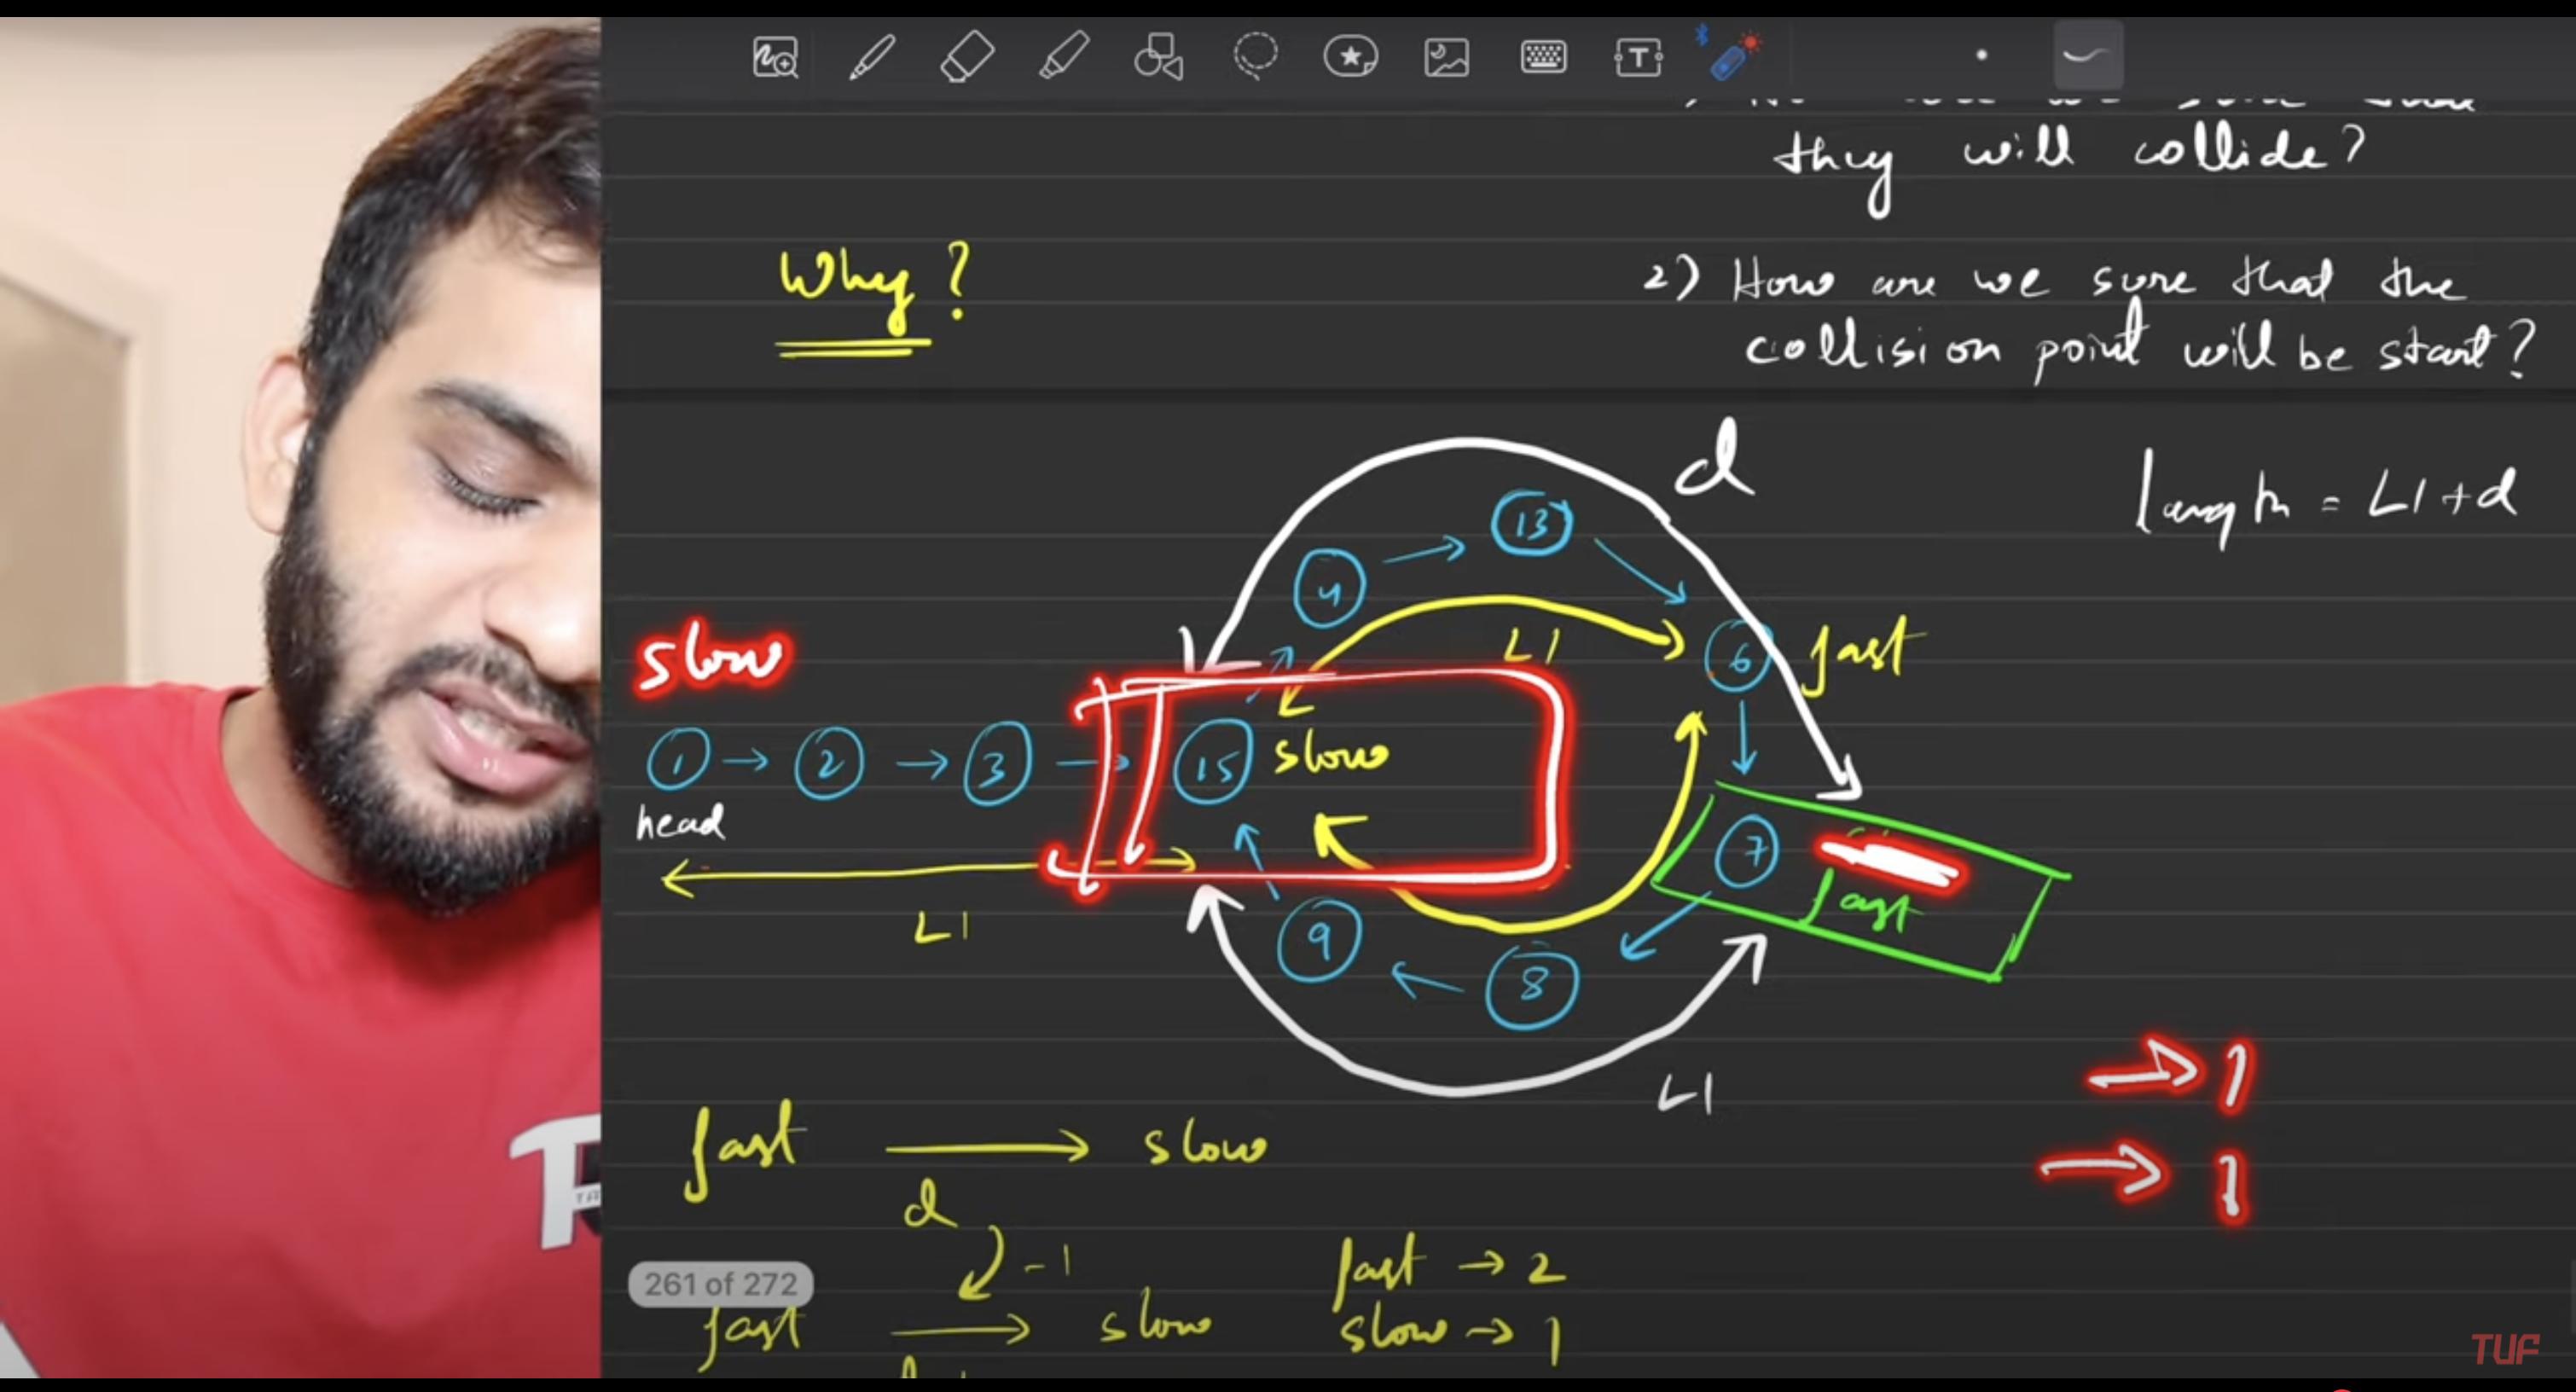 they will collide?
Why?
2) How are we sure that the
collision point will be start?
d
length = L1+d
13
4
L1
6
fast
slow
1
2
3
15
slow
head
7
fast
L1
9
8
L1
→ 1
→ 1
fast → slow
d
-1
fast → 2
261 of 272
fast → slow
slow → 1
TUF